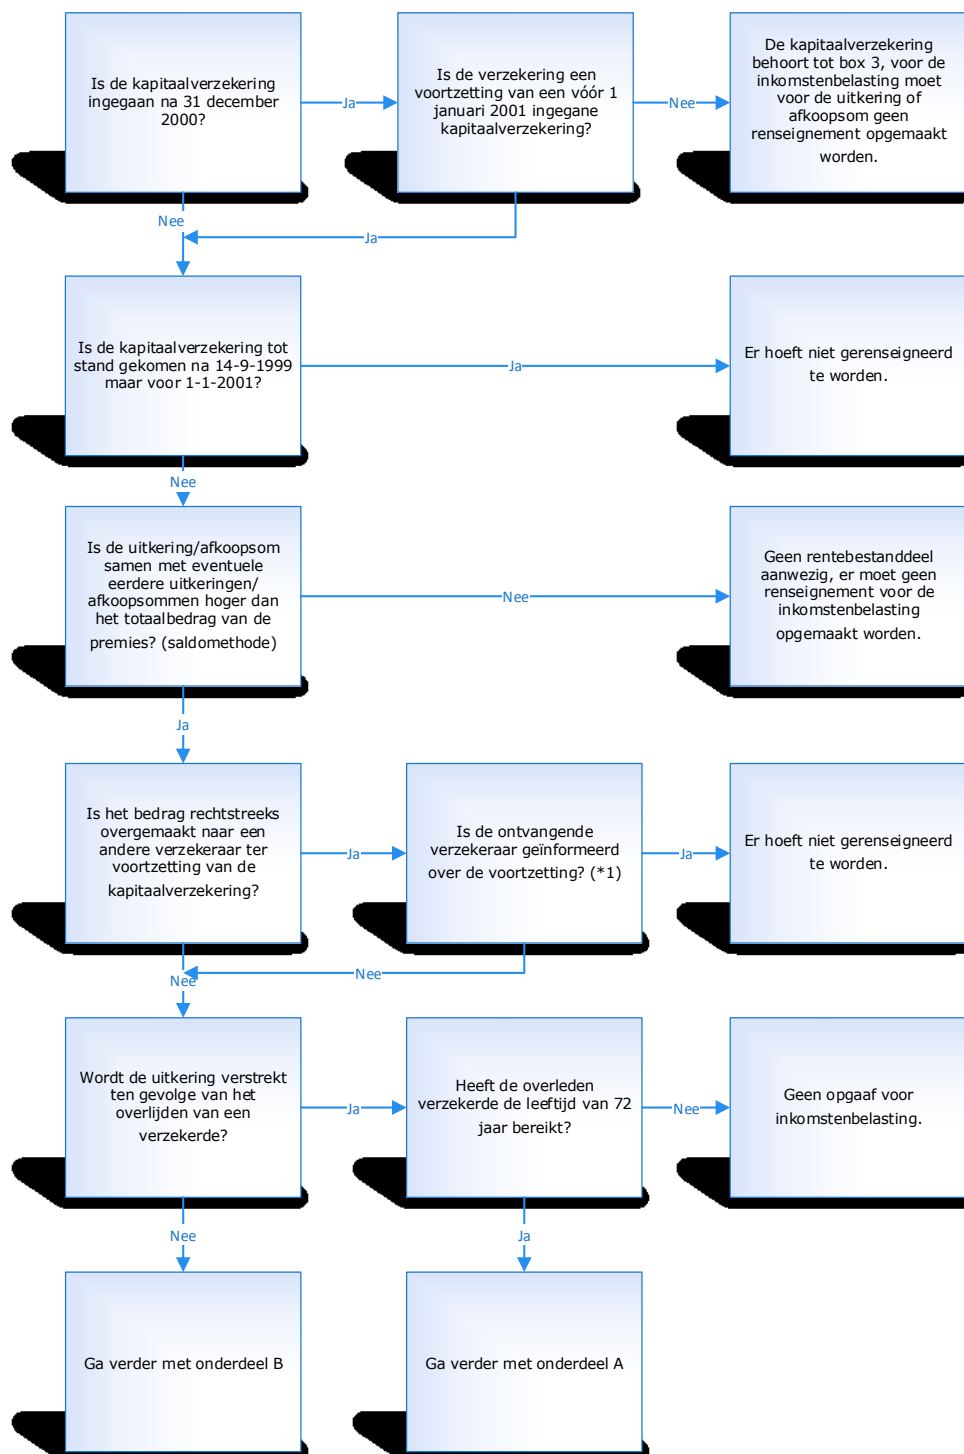 Is de kapitaalverzekering
ingegaan na 31 december
2000?
Ja
Is de verzekering een
voortzetting van een vóór 1
januari 2001 ingegane
kapitaalverzekering?
Nee
De kapitaalverzekering
behoort tot box 3, voor de
inkomstenbelasting moet
voor de uitkering of
afkoopsom geen
renseignement opgemaakt
worden.
Nee
Ja
Is de kapitaalverzekering tot
stand gekomen na 14-9-1999
maar voor 1-1-2001?
Ja
Er hoeft niet gerenseigneerd
te worden.
Nee
Is de uitkering/afkoopsom
samen met eventuele
eerdere uitkeringen/
afkoopsommen hoger dan
het totaalbedrag van de
premies? (saldomethode)
Nee
Geen rentebestanddeel
aanwezig, er moet geen
renseignement voor de
inkomstenbelasting
opgemaakt worden.
Ja
Is het bedrag rechtstreeks
overgemaakt naar een
andere verzekeraar ter
voortzetting van de
kapitaalverzekering?
Ja
Is de ontvangende
verzekeraar geïnformeerd
over de voortzetting? (*1)
Ja
Er hoeft niet gerenseigneerd
te worden.
Nee
Nee
Wordt de uitkering verstrekt
ten gevolge van het
overlijden van een
verzekerde?
Ja
Heeft de overleden
verzekerde de leeftijd van 72
jaar bereikt?
Nee
Geen opgaaf voor
inkomstenbelasting.
Nee
Ja
Ga verder met onderdeel B
Ga verder met onderdeel A